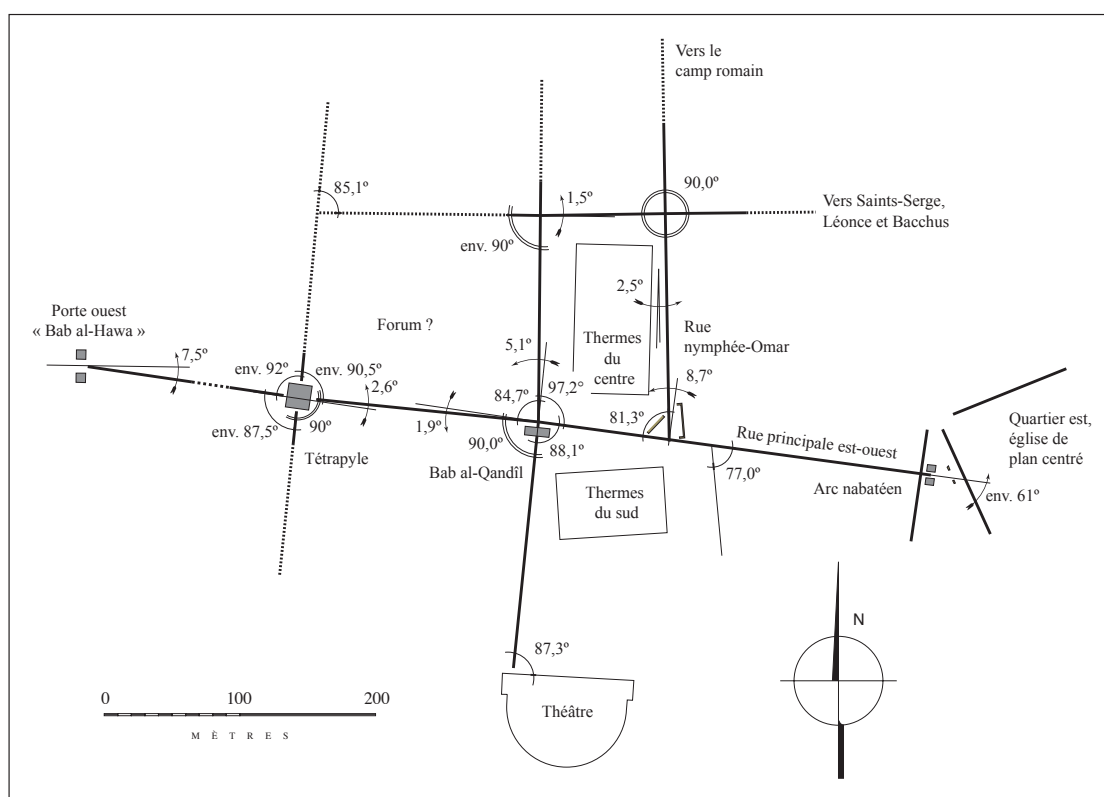 Vers le
camp romain
85,1º
1,5º
90,0º
Vers Saints-Serge,
Léonce et Bacchus
env. 90º
2,5º
Porte ouest
« Bab al-Hawa »
7,5º
Forum ?
Thermes
du
centre
Rue
nymphée-Omar
5,1º
8,7º
env. 92º
env. 90,5º
2,6º
84,7º
97,2º
81,3º
env. 87,5º
90º
1,9º
90,0º
88,1º
Tétrapyle
Bab al-Qandîl
Rue principale est-ouest
77,0º
Quartier est,
église de
plan centré
Arc nabatéen
env. 61º
Thermes
du sud
87,3º
Théâtre
N
0 100 200
MÈTRES